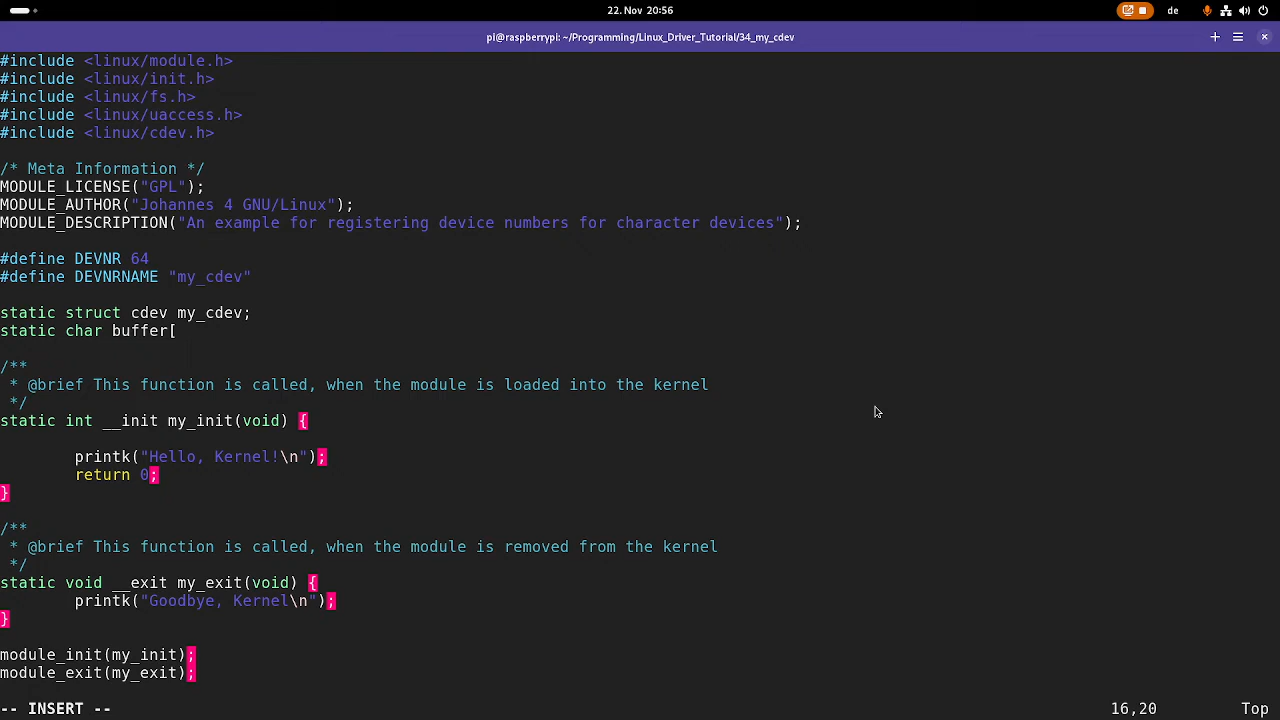 22. Nov 20:56
de
pi@raspberrypi: ~/Programming/Linux_Driver_Tutorial/34_my_cdev
#include <linux/module.h>
#include <linux/init.h>
#include <linux/fs.h>
#include <linux/uaccess.h>
#include <linux/cdev.h>
/* Meta Information */
MODULE_LICENSE("GPL");
MODULE_AUTHOR("Johannes 4 GNU/Linux");
MODULE_DESCRIPTION("An example for registering device numbers for character devices");
#define DEVNR 64
#define DEVNRNAME "my_cdev"
static struct cdev my_cdev;
static char buffer[
/**
 * @brief This function is called, when the module is loaded into the kernel
 */
static int __init my_init(void) {
        printk("Hello, Kernel!\n");
        return 0;
}
/**
 * @brief This function is called, when the module is removed from the kernel
 */
static void __exit my_exit(void) {
        printk("Goodbye, Kernel\n");
}
module_init(my_init);
module_exit(my_exit);
-- INSERT -- 16,20 Top